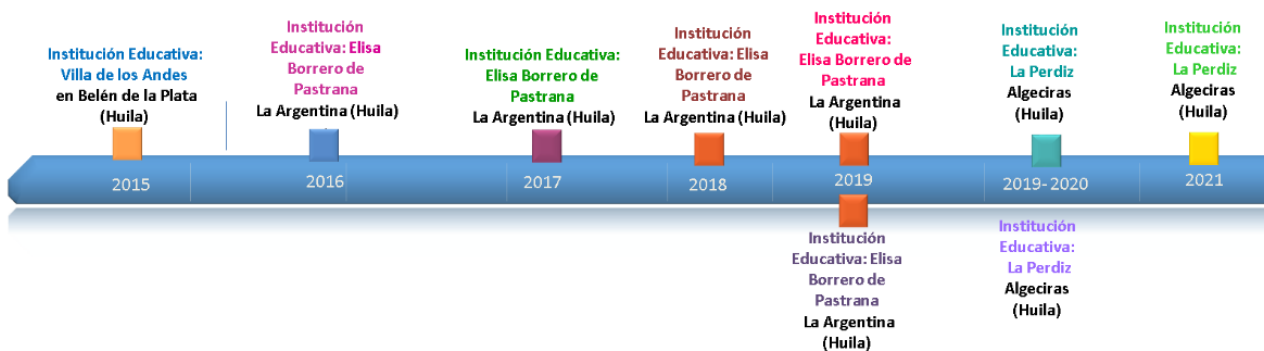 Institución Educativa:
Villa de los Andes
en Belén de la Plata
(Huila)
Institución
Educativa: Elisa
Borrero de
Pastrana
La Argentina (Huila)
Institución Educativa:
Elisa Borrero de
Pastrana
La Argentina (Huila)
Institución
Educativa: Elisa
Borrero de
Pastrana
La Argentina (Huila)
Institución
Educativa:
Elisa Borrero de
Pastrana
La Argentina
(Huila)
Institución
Educativa:
La Perdiz
Algeciras
(Huila)
Institución
Educativa:
La Perdiz
Algeciras
(Huila)
2015
2016
2017
2018
2019
2019-2020
2021
Institución
Educativa: Elisa
Borrero de
Pastrana
La Argentina
(Huila)
Institución
Educativa:
La Perdiz
Algeciras
(Huila)